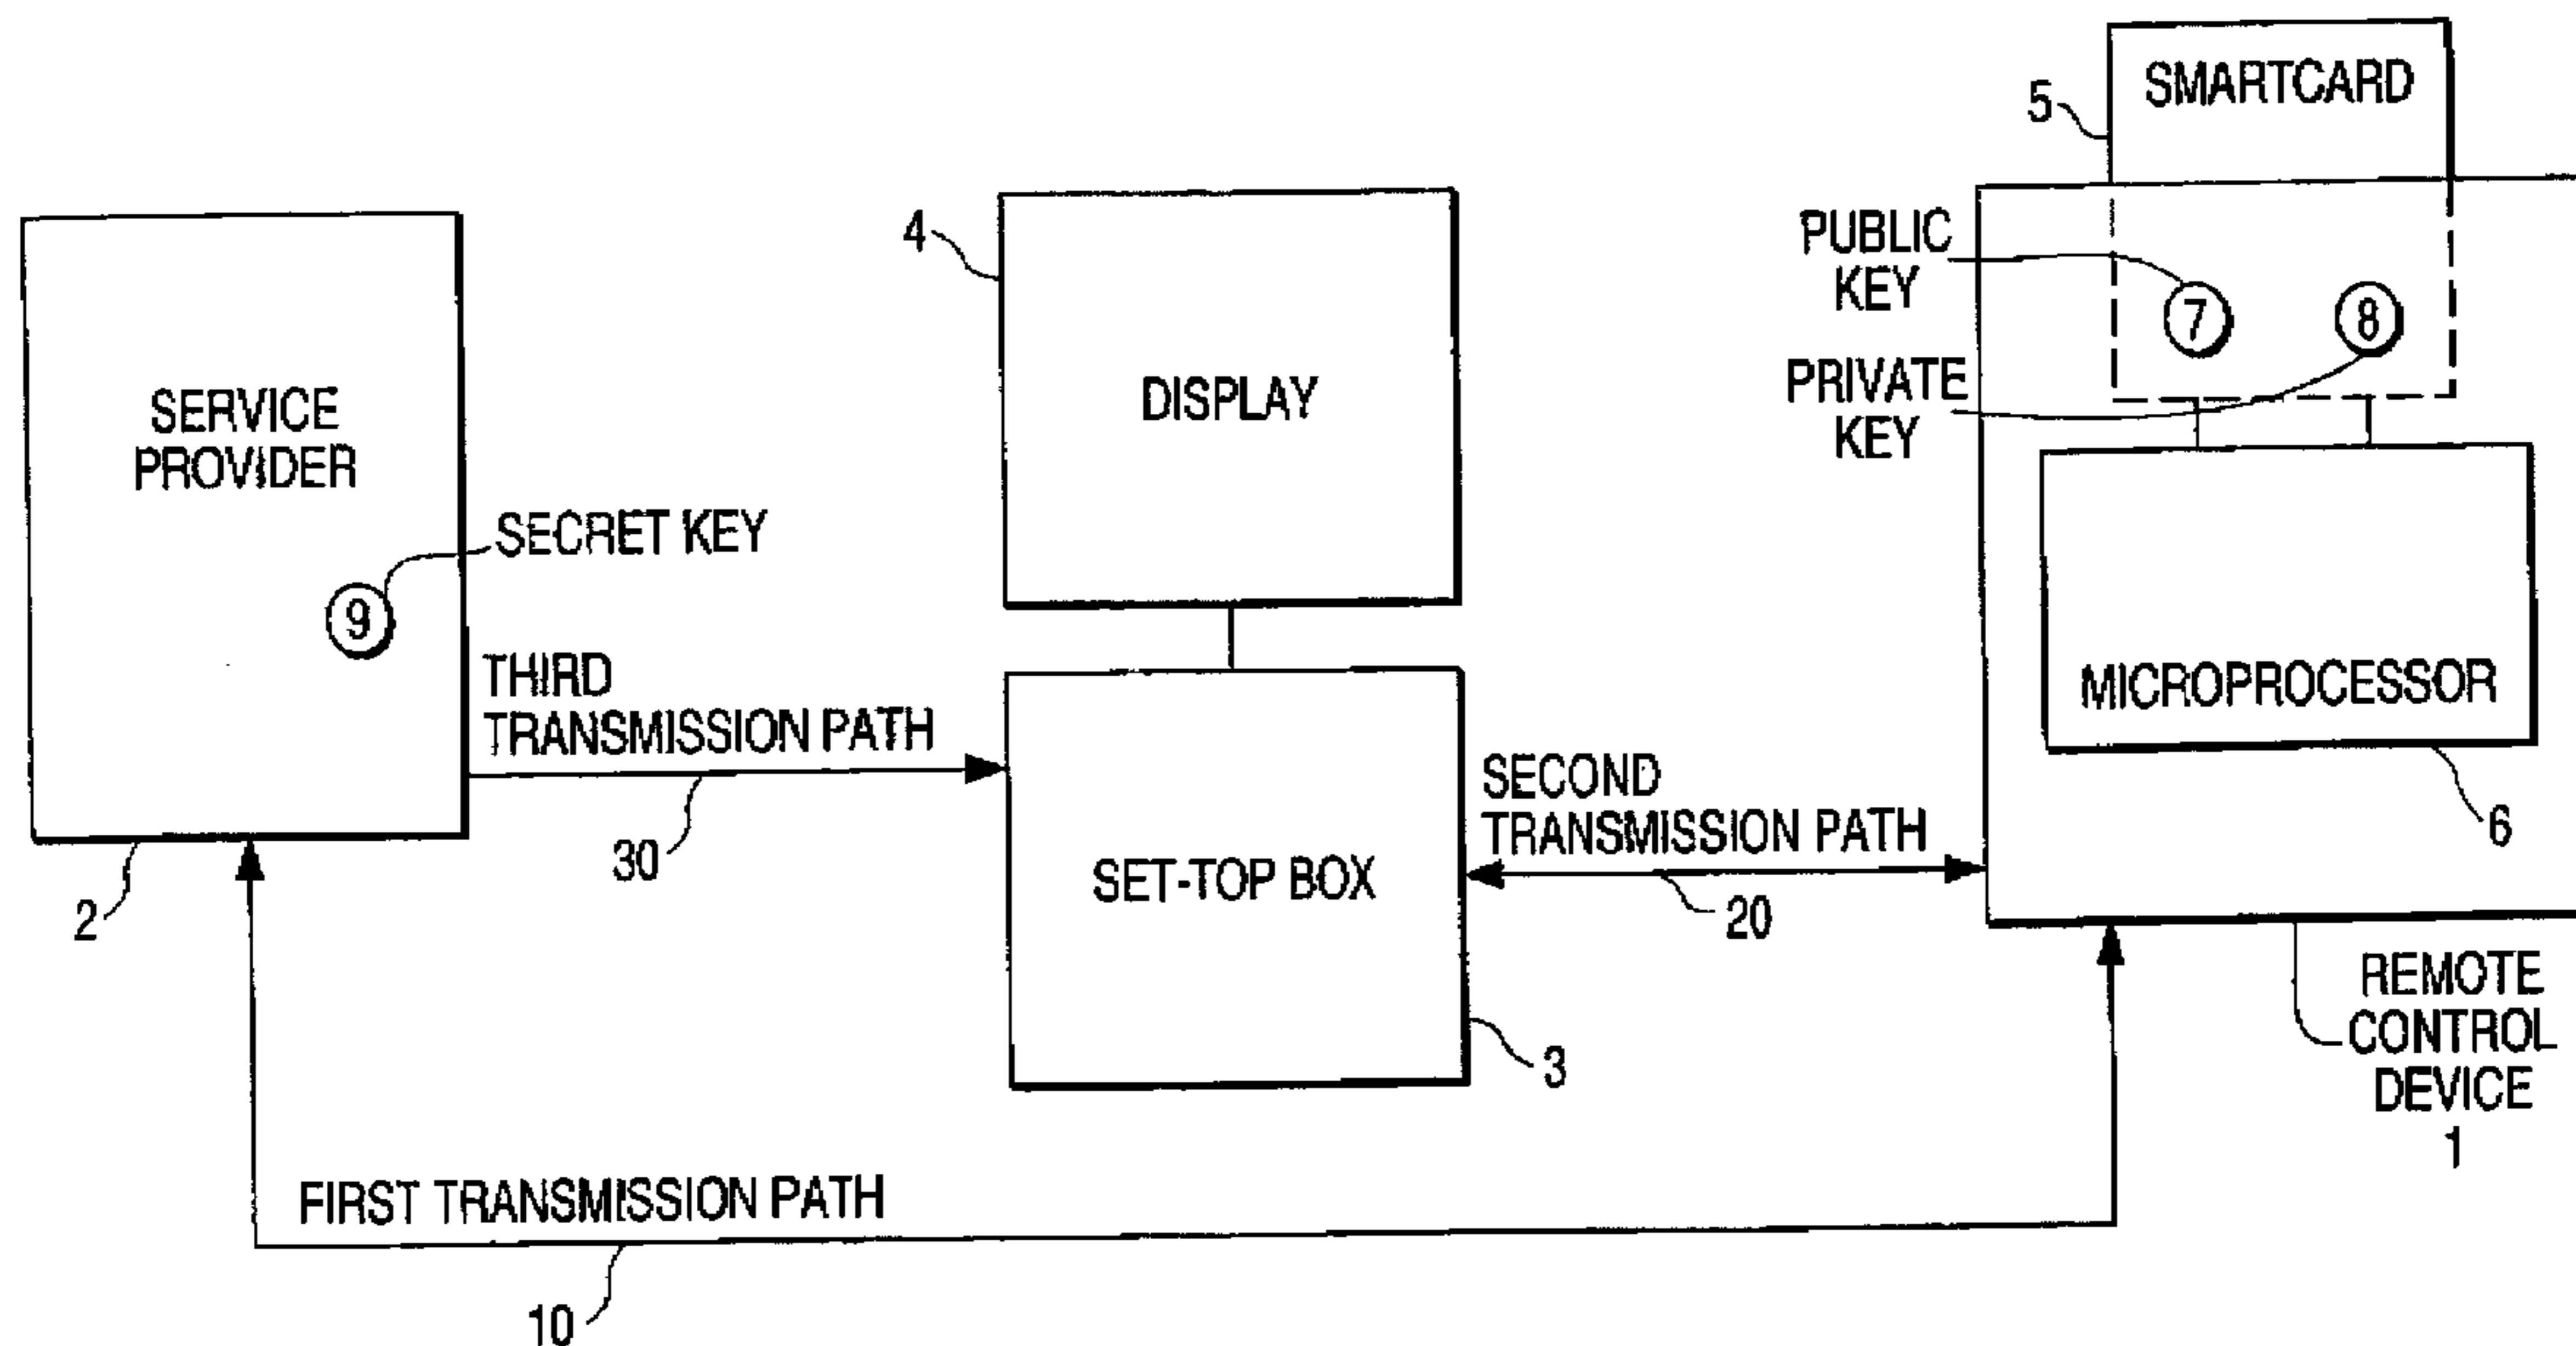 SMARTCARD
5
4
PUBLIC
KEY
7
8
PRIVATE
KEY
DISPLAY
SERVICE
PROVIDER
SECRET KEY
9
THIRD
TRANSMISSION PATH
30
2
MICROPROCESSOR
6
SECOND
TRANSMISSION PATH
20
SET-TOP BOX
3
REMOTE
CONTROL
DEVICE
1
FIRST TRANSMISSION PATH
10